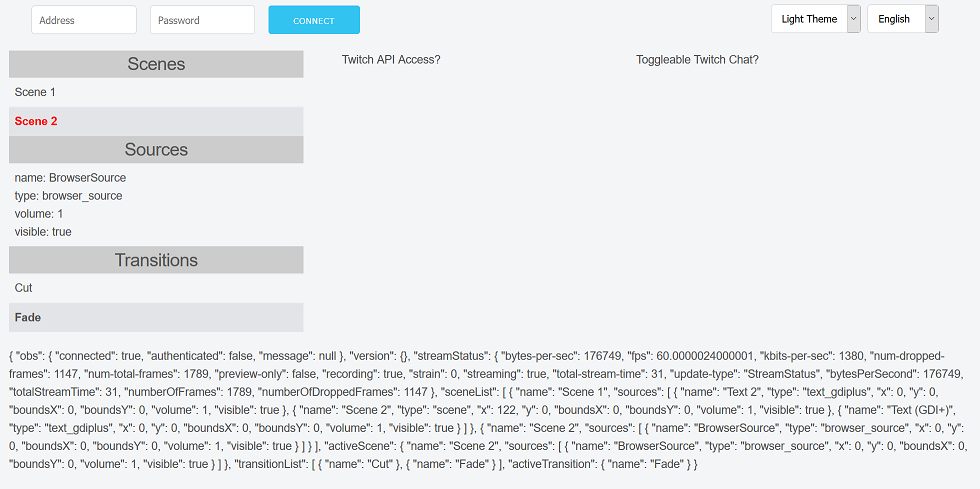 Address Password CONNECT Light Theme English
Scenes
Scene 1
Scene 2
Sources
name: BrowserSource
type: browser_source
volume: 1
visible: true
Transitions
Cut
Fade
Twitch API Access?
Toggleable Twitch Chat?
{ "obs": { "connected": true, "authenticated": false, "message": null }, "version": {}, "streamStatus": { "bytes-per-sec": 176749, "fps": 60.0000024000001, "kbits-per-sec": 1380, "num-dropped-
frames": 1147, "num-total-frames": 1789, "preview-only": false, "recording": true, "strain": 0, "streaming": true, "total-stream-time": 31, "update-type": "StreamStatus", "bytesPerSecond": 176749,
"totalStreamTime": 31, "numberOfFrames": 1789, "numberOfDroppedFrames": 1147 }, "sceneList": [ { "name": "Scene 1", "sources": [ { "name": "Text 2", "type": "text_gdiplus", "x": 0, "y": 0,
"boundsX": 0, "boundsY": 0, "volume": 1, "visible": true }, { "name": "Scene 2", "type": "scene", "x": 122, "y": 0, "boundsX": 0, "boundsY": 0, "volume": 1, "visible": true }, { "name": "Text (GDI+)",
"type": "text_gdiplus", "x": 0, "y": 0, "boundsX": 0, "boundsY": 0, "volume": 1, "visible": true } ] }, { "name": "Scene 2", "sources": [ { "name": "BrowserSource", "type": "browser_source", "x": 0, "y":
0, "boundsX": 0, "boundsY": 0, "volume": 1, "visible": true } ] } ], "activeScene": { "name": "Scene 2", "sources": [ { "name": "BrowserSource", "type": "browser_source", "x": 0, "y": 0, "boundsX": 0,
"boundsY": 0, "volume": 1, "visible": true } ] }, "transitionList": [ { "name": "Cut" }, { "name": "Fade" } ], "activeTransition": { "name": "Fade" } }